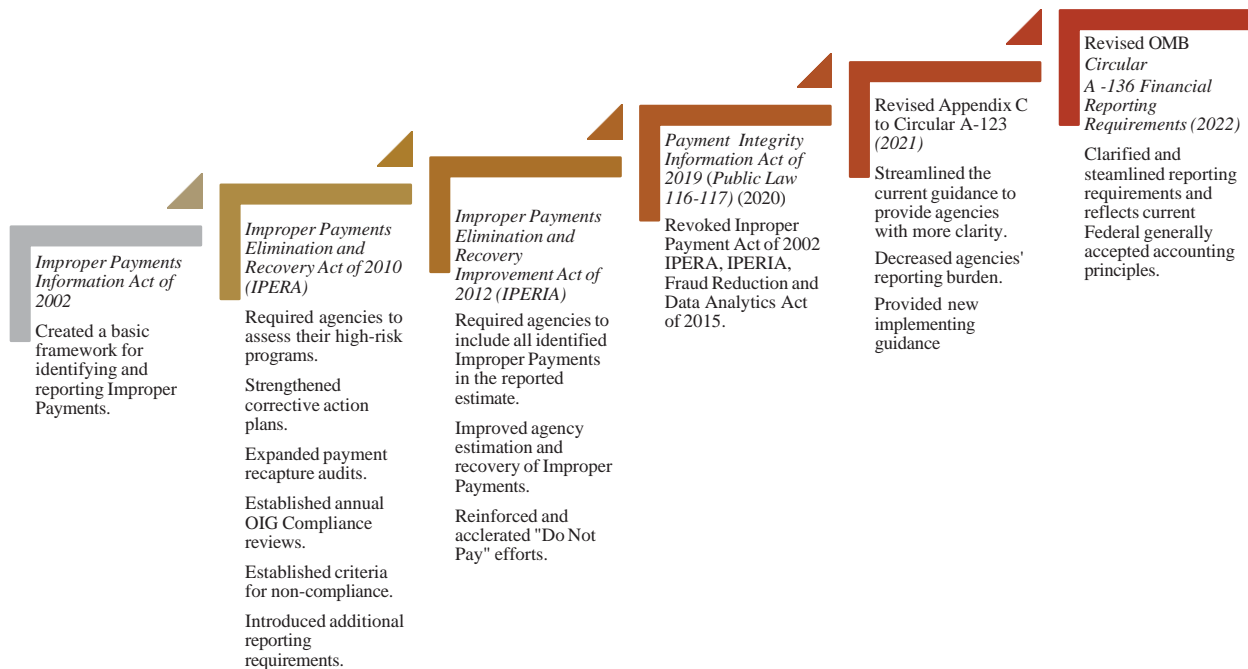 Improper Payments
Information Act of
2002
Created a basic
framework for
identifying and
reporting Improper
Payments.
Improper Payments
Elimination and
Recovery Act of 2010
(IPERA)
Required agencies to
assess their high-risk
programs.
Strengthened
corrective action
plans.
Expanded payment
recapture audits.
Established annual
OIG Compliance
reviews.
Established criteria
for non-compliance.
Introduced additional
reporting
requirements.
Improper Payments
Elimination and
Recovery
Improvement Act of
2012 (IPERIA)
Required agencies to
include all identified
Improper Payments
in the reported
estimate.
Improved agency
estimation and
recovery of Improper
Payments.
Reinforced and
acclerated "Do Not
Pay" efforts.
Payment Integrity
Information Act of
2019 (Public Law
116-117) (2020)
Revoked Inproper
Payment Act of 2002
IPERA, IPERIA,
Fraud Reduction and
Data Analytics Act
of 2015.
Revised Appendix C
to Circular A-123
(2021)
Streamlined the
current guidance to
provide agencies
with more clarity.
Decreased agencies'
reporting burden.
Provided new
implementing
guidance
Revised OMB
Circular
A -136 Financial
Reporting
Requirements (2022)
Clarified and
steamlined reporting
requirements and
reflects current
Federal generally
accepted accounting
principles.